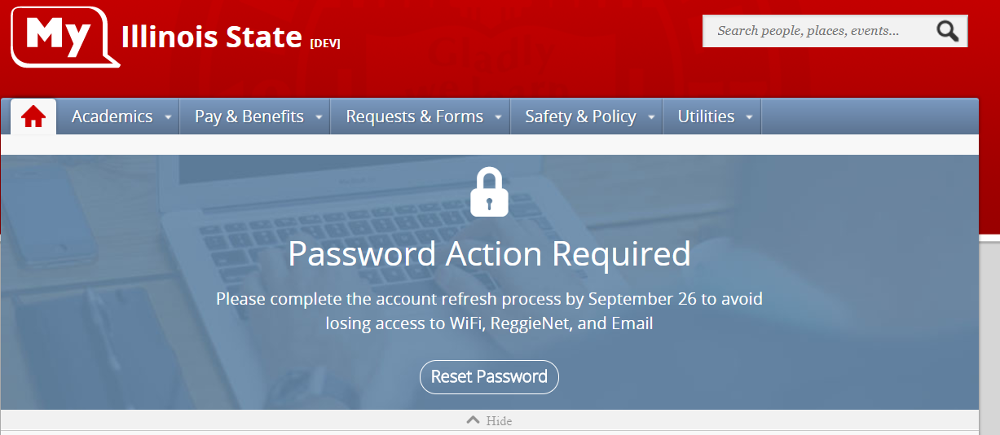 My Illinois State [DEV]
Search people, places, events...
Academics Pay & Benefits Requests & Forms Safety & Policy Utilities
Password Action Required
Please complete the account refresh process by September 26 to avoid
losing access to WiFi, ReggieNet, and Email
Reset Password
Hide